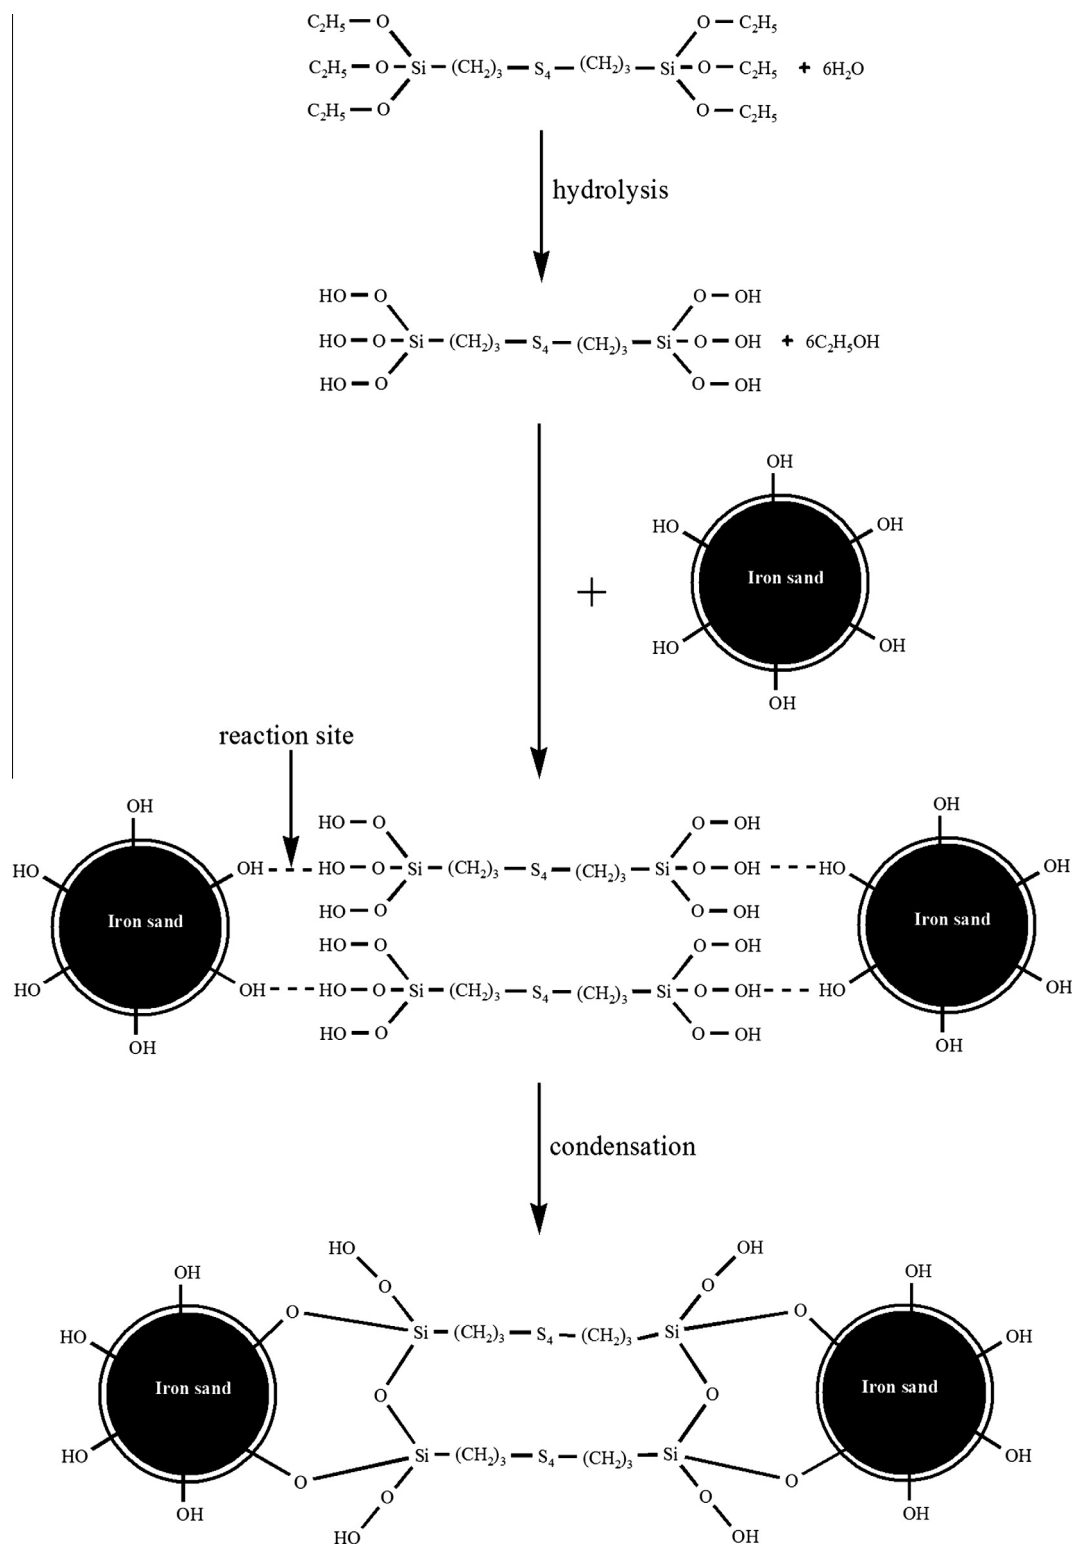 C₂H₅—O O—C₂H₅
C₂H₅—O—Si—(CH₂)₃—S₄—(CH₂)₃—Si—O—C₂H₅ + 6H₂O
C₂H₅—O O—C₂H₅
hydrolysis
HO—O O—OH
HO—O—Si—(CH₂)₃—S₄—(CH₂)₃—Si—O—OH + 6C₂H₅OH
HO—O O—OH
OH
HO OH
+ Iron sand
HO OH
OH
reaction site
OH HO—O O—OH OH
HO OH HO—O—Si—(CH₂)₃—S₄—(CH₂)₃—Si—O—OH HO OH
Iron sand HO—O O—OH Iron sand
HO—O O—OH
HO OH HO—O—Si—(CH₂)₃—S₄—(CH₂)₃—Si—O—OH HO OH
OH HO—O O—OH OH
condensation
HO OH
OH O O OH
HO O Si—(CH₂)₃—S₄—(CH₂)₃—Si O OH
Iron sand O O Iron sand
HO O Si—(CH₂)₃—S₄—(CH₂)₃—Si O OH
OH O O OH
HO OH